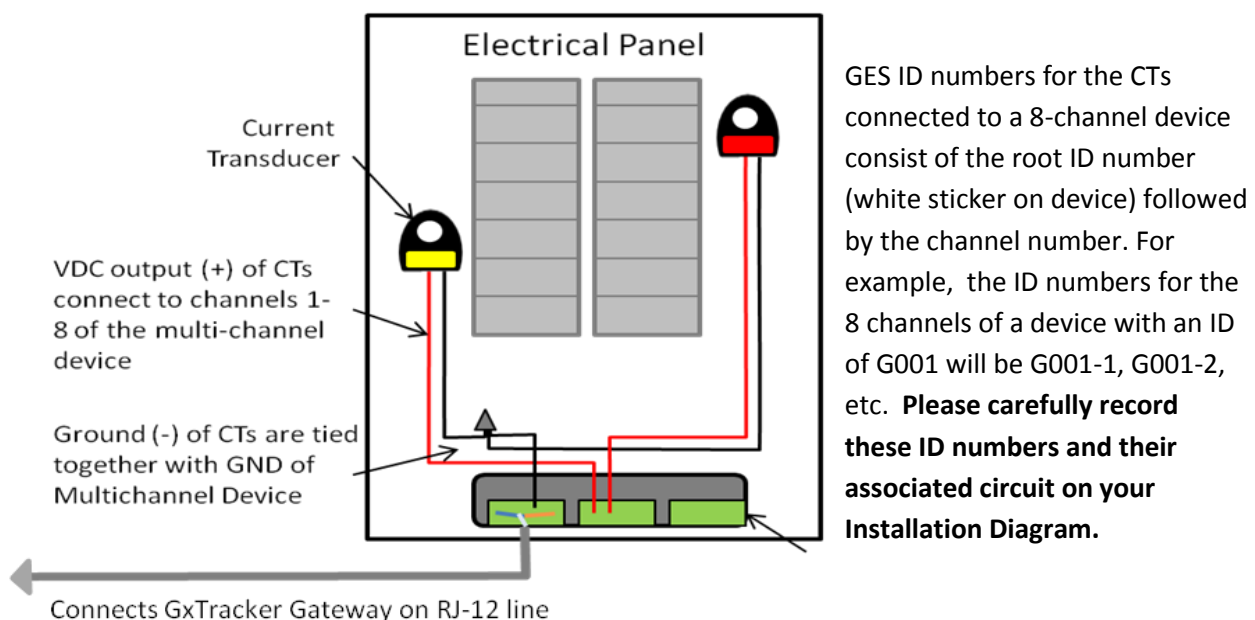 Electrical Panel
Current
Transducer
VDC output (+) of CTs
connect to channels 1-
8 of the multi-channel
device
Ground (-) of CTs are tied
together with GND of
Multichannel Device
Connects GxTracker Gateway on RJ-12 line
GES ID numbers for the CTs
connected to a 8-channel device
consist of the root ID number
(white sticker on device) followed
by the channel number. For
example,  the ID numbers for the
8 channels of a device with an ID
of G001 will be G001-1, G001-2,
etc.  Please carefully record
these ID numbers and their
associated circuit on your
Installation Diagram.